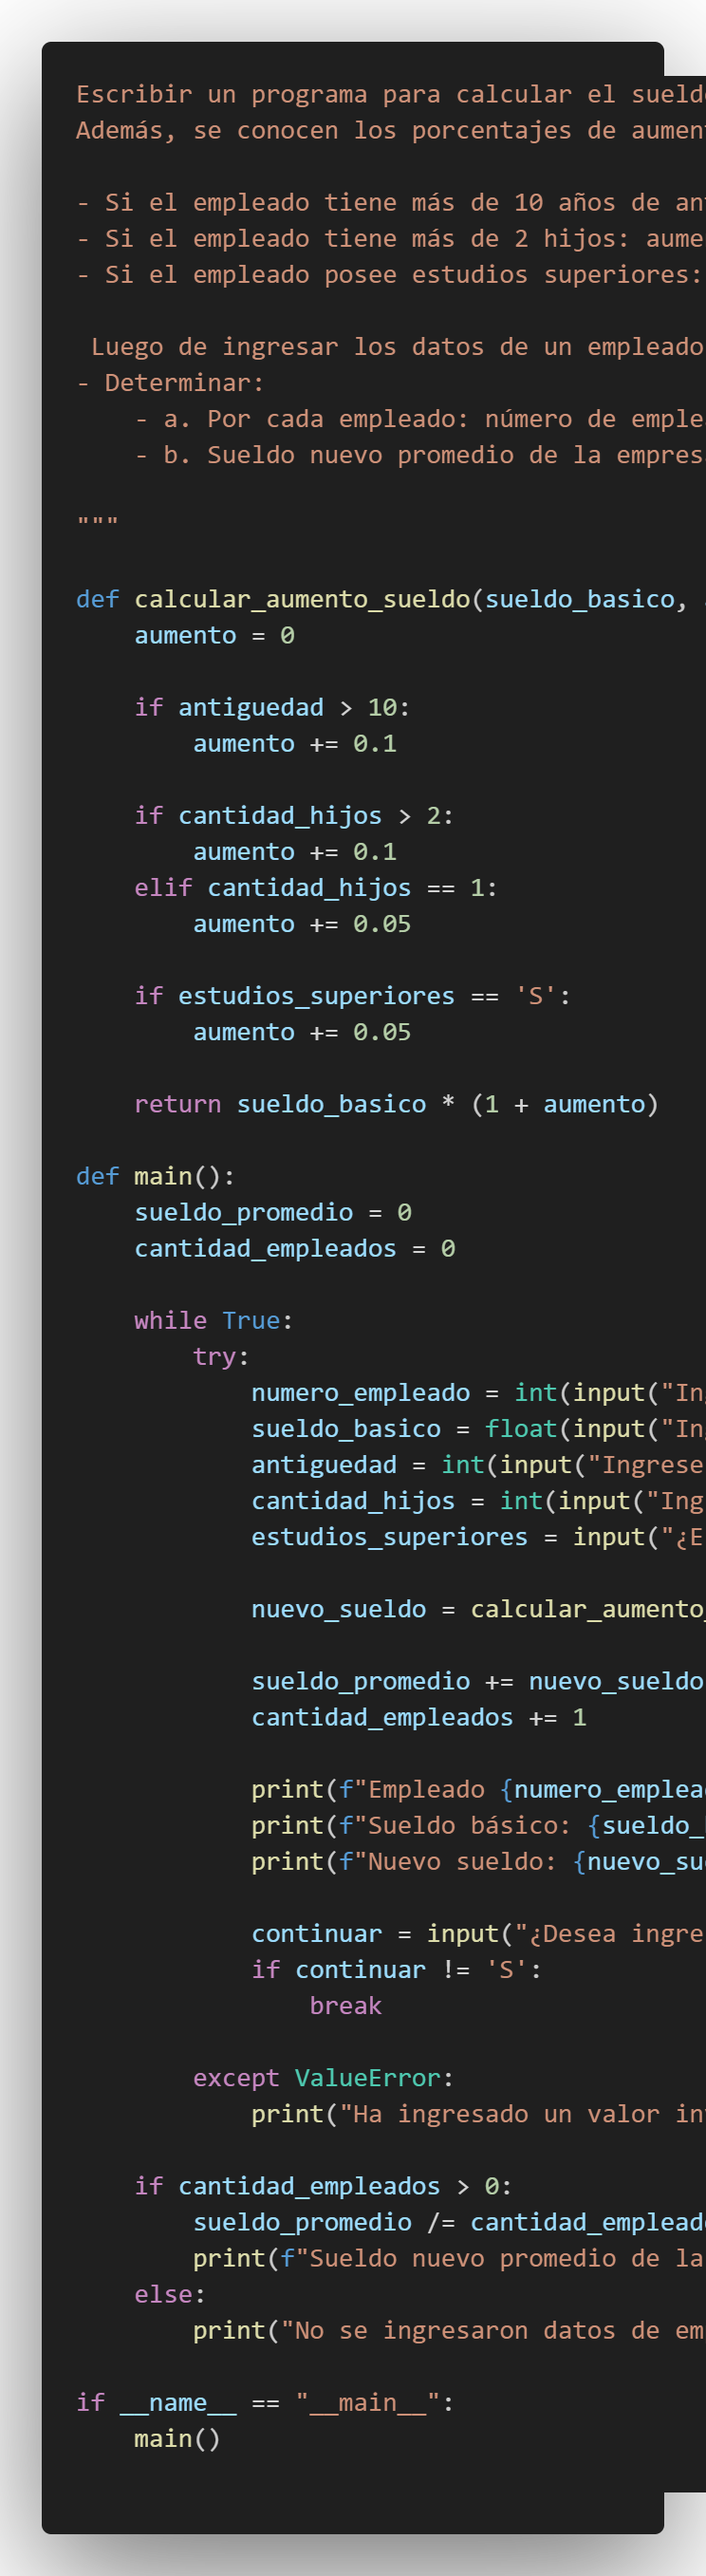 Escribir un programa para calcular el
Además, se conocen los porcentajes de

- Si el empleado tiene más de 10 años de
- Si el empleado tiene más de 2 hijos:
- Si el empleado posee estudios superiores:

 Luego de ingresar los datos de un empleado
- Determinar:
    - a. Por cada empleado: número de
    - b. Sueldo nuevo promedio de la

"""

def calcular_aumento_sueldo(sueldo_basico,
    aumento = 0

    if antiguedad > 10:
        aumento += 0.1

    if cantidad_hijos > 2:
        aumento += 0.1
    elif cantidad_hijos == 1:
        aumento += 0.05

    if estudios_superiores == 'S':
        aumento += 0.05

    return sueldo_basico * (1 + aumento)

def main():
    sueldo_promedio = 0
    cantidad_empleados = 0

    while True:
        try:
            numero_empleado = int(input("In
            sueldo_basico = float(input("In
            antiguedad = int(input("Ingrese
            cantidad_hijos = int(input("Ing
            estudios_superiores = input("¿E

            nuevo_sueldo = calcular_aumento

            sueldo_promedio += nuevo_sueldo
            cantidad_empleados += 1

            print(f"Empleado {numero_emplea
            print(f"Sueldo básico: {sueldo_
            print(f"Nuevo sueldo: {nuevo_su

            continuar = input("¿Desea ingre
            if continuar != 'S':
                break

        except ValueError:
            print("Ha ingresado un valor in

    if cantidad_empleados > 0:
        sueldo_promedio /= cantidad_emplead
        print(f"Sueldo nuevo promedio de la
    else:
        print("No se ingresaron datos de em

if __name__ == "__main__":
    main()